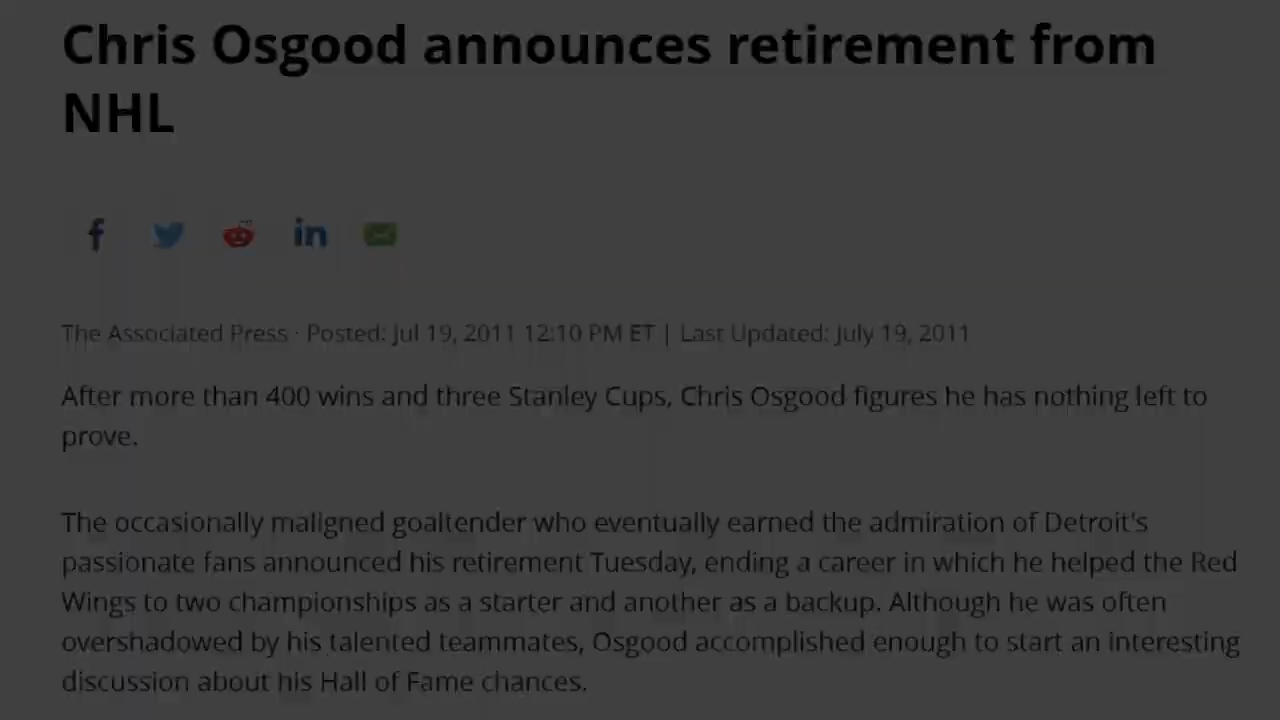 Chris Osgood announces retirement from
NHL
The Associated Press · Posted: Jul 19, 2011 12:10 PM ET | Last Updated: July 19, 2011
After more than 400 wins and three Stanley Cups, Chris Osgood figures he has nothing left to
prove.
The occasionally maligned goaltender who eventually earned the admiration of Detroit's
passionate fans announced his retirement Tuesday, ending a career in which he helped the Red
Wings to two championships as a starter and another as a backup. Although he was often
overshadowed by his talented teammates, Osgood accomplished enough to start an interesting
discussion about his Hall of Fame chances.